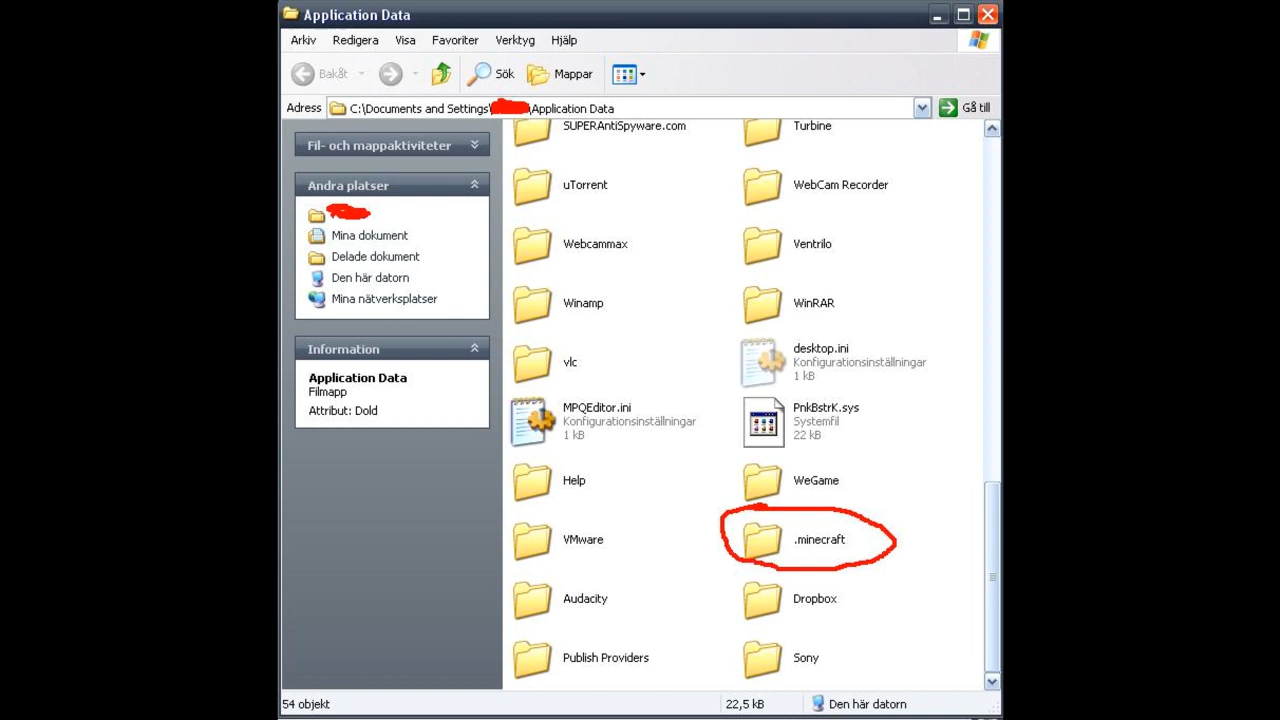 Application Data
Arkiv Redigera Visa Favoriter Verktyg Hjälp
Bakåt Sök Mappar
Adress C:\Documents and Settings\ \Application Data Gå till
Fil- och mappaktiviteter
Andra platser
Mina dokument
Delade dokument
Den här datorn
Mina nätverksplatser
Information
Application Data
Filmapp
Attribut: Dold
SUPERAntiSpyware.com Turbine
uTorrent WebCam Recorder
Webcammax Ventrilo
Winamp WinRAR
vlc desktop.ini
Konfigurationsinställningar
1 kB
MPQEditor.ini PnkBstrK.sys
Konfigurationsinställningar Systemfil
1 kB 22 kB
Help WeGame
VMware .minecraft
Audacity Dropbox
Publish Providers Sony
54 objekt 22,5 kB Den här datorn